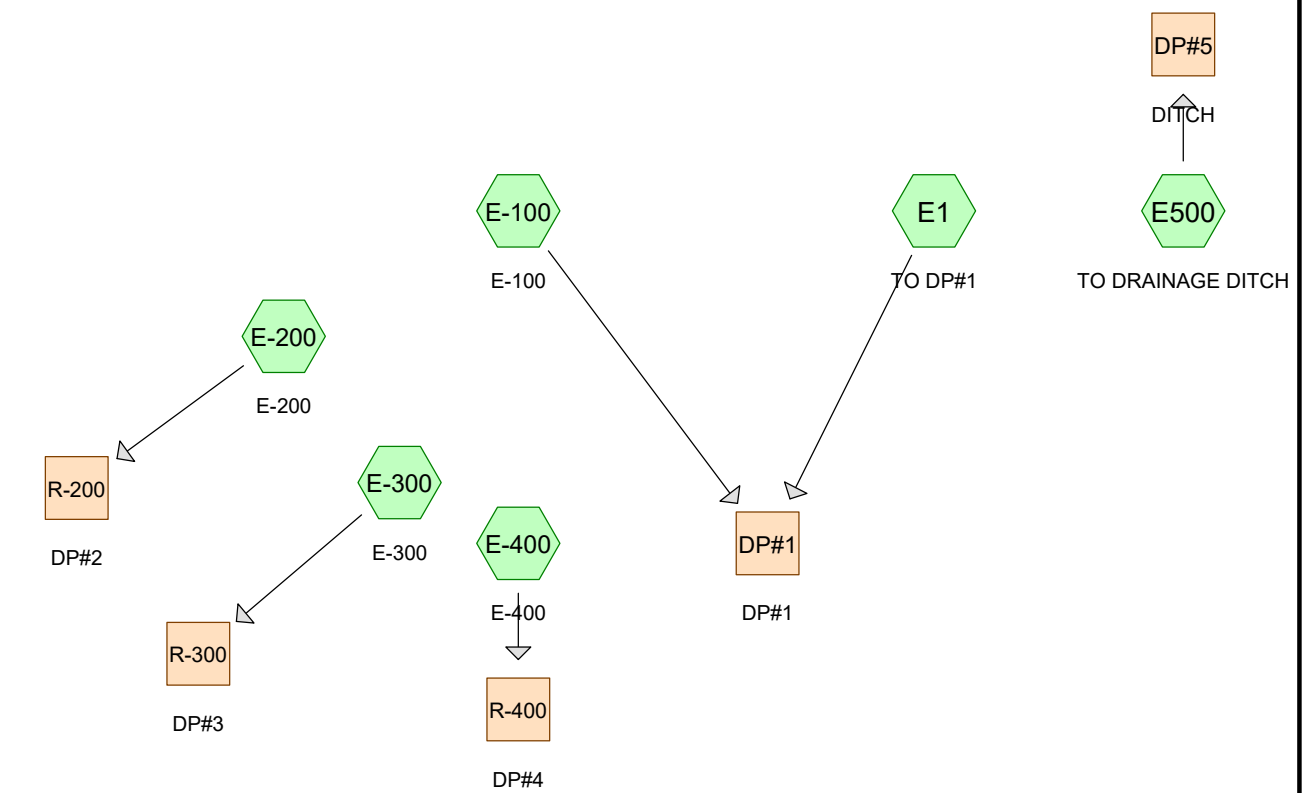 DP#5
DITCH
E-100
E1
E500
E-100
TO DP#1
TO DRAINAGE DITCH
E-200
E-200
E-300
R-200
E-400
DP#1
E-300
DP#2
E-400
DP#1
R-300
R-400
DP#3
DP#4